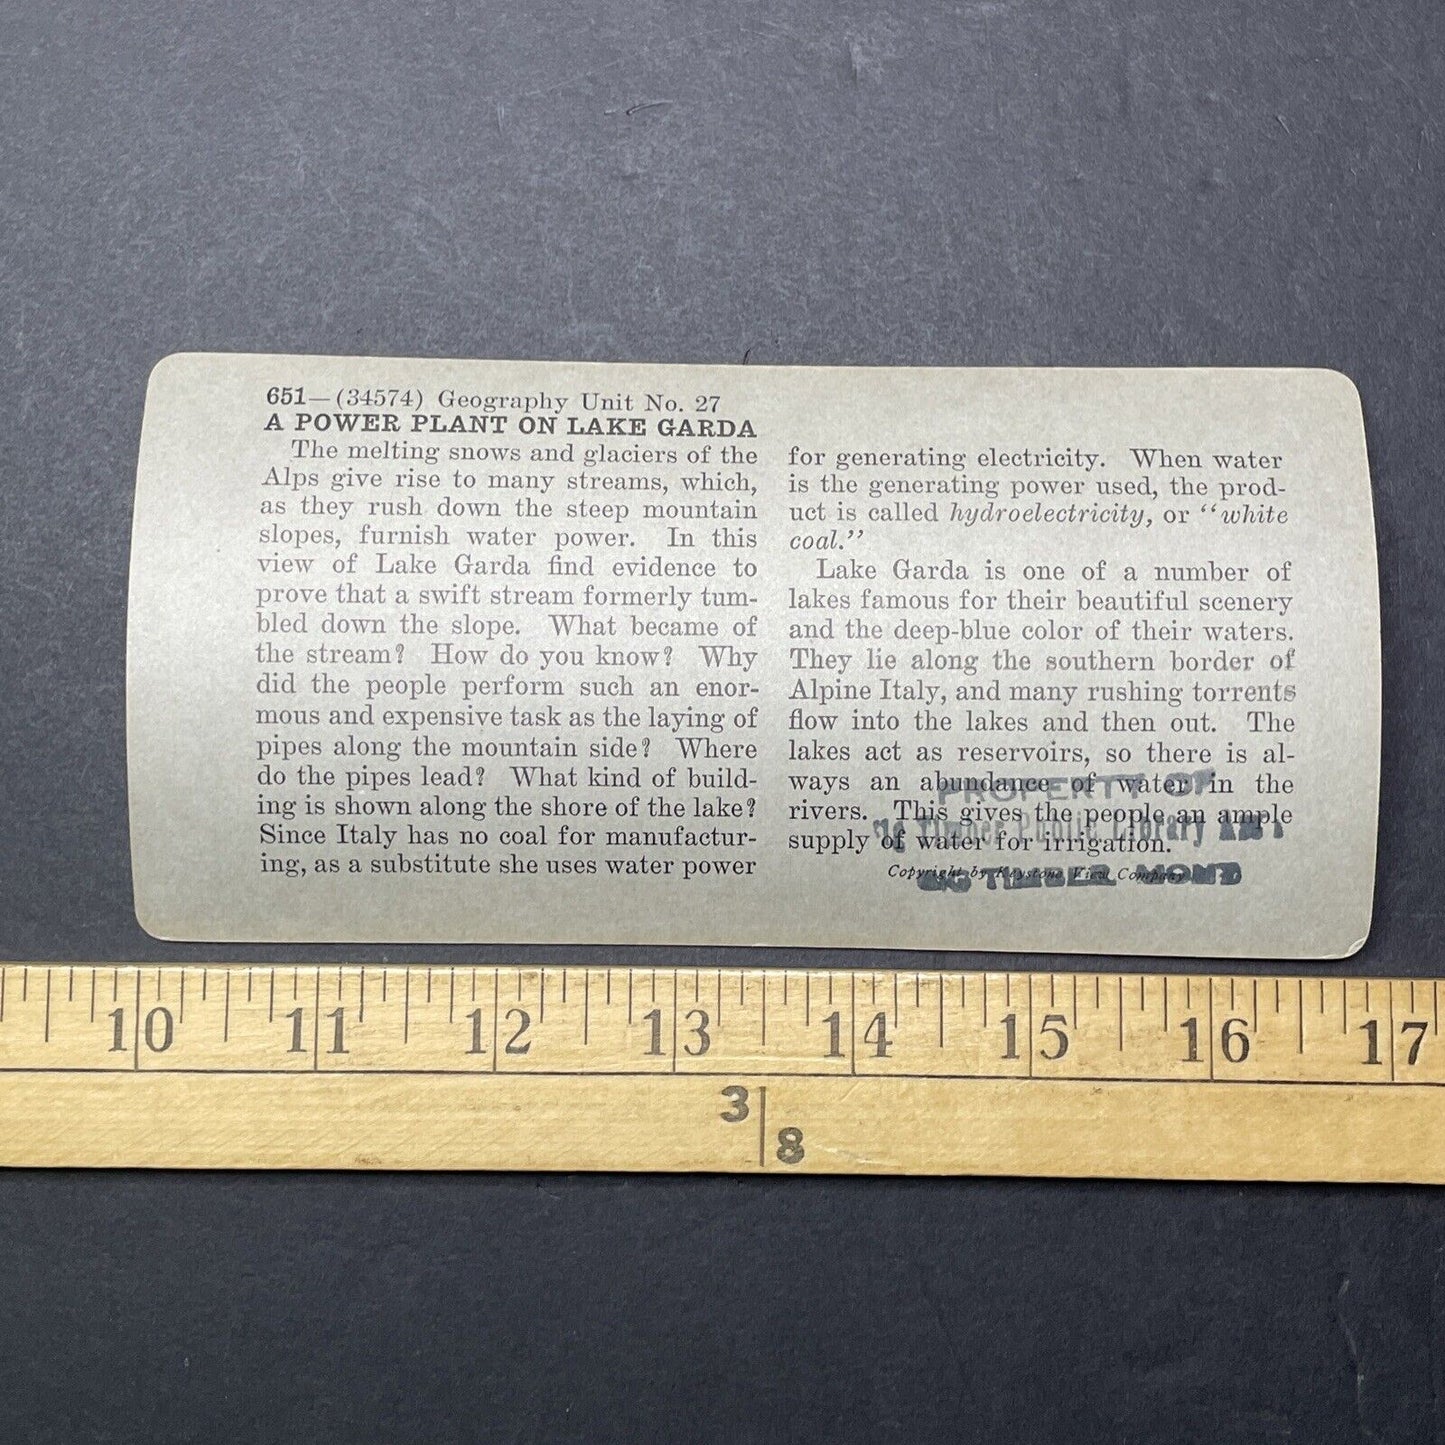 651—(34574) Geography Unit No. 27
A POWER PLANT ON LAKE GARDA
The melting snows and glaciers of the
Alps give rise to many streams, which,
as they rush down the steep mountain
slopes, furnish water power. In this
view of Lake Garda find evidence to
prove that a swift stream formerly tum-
bled down the slope. What became of
the stream? How do you know? Why
did the people perform such an enor-
mous and expensive task as the laying of
pipes along the mountain side? Where
do the pipes lead? What kind of build-
ing is shown along the shore of the lake?
Since Italy has no coal for manufactur-
ing, as a substitute she uses water power
for generating electricity. When water
is the generating power used, the prod-
uct is called hydroelectricity, or "white
coal."
Lake Garda is one of a number of
lakes famous for their beautiful scenery
and the deep-blue color of their waters.
They lie along the southern border of
Alpine Italy, and many rushing torrents
flow into the lakes and then out. The
lakes act as reservoirs, so there is al-
ways an abundance of water in the
rivers. This gives the people an ample
supply of water for irrigation.
Copyright by Keystone View Company
PROPERTY OF
Timber Public Library
BIG TIMBER MONT
10 11 12 13 14 15 16 17
3
8